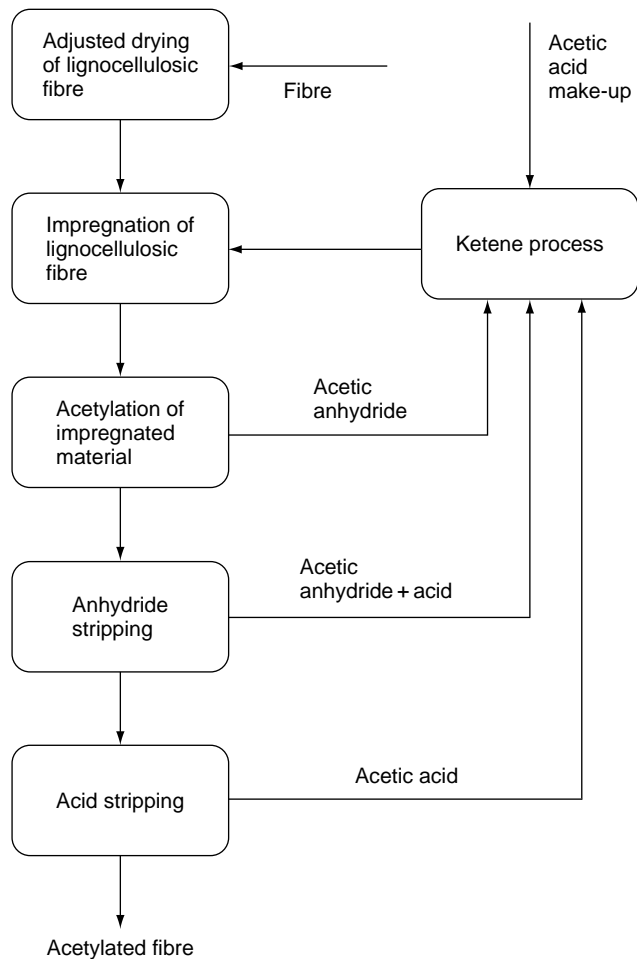 Adjusted drying
of lignocellulosic
fibre
Fibre
Acetic
acid
make-up
Impregnation of
lignocellulosic
fibre
Ketene process
Acetylation of
impregnated
material
Acetic
anhydride
Anhydride
stripping
Acetic
anhydride + acid
Acid stripping
Acetic acid
Acetylated fibre